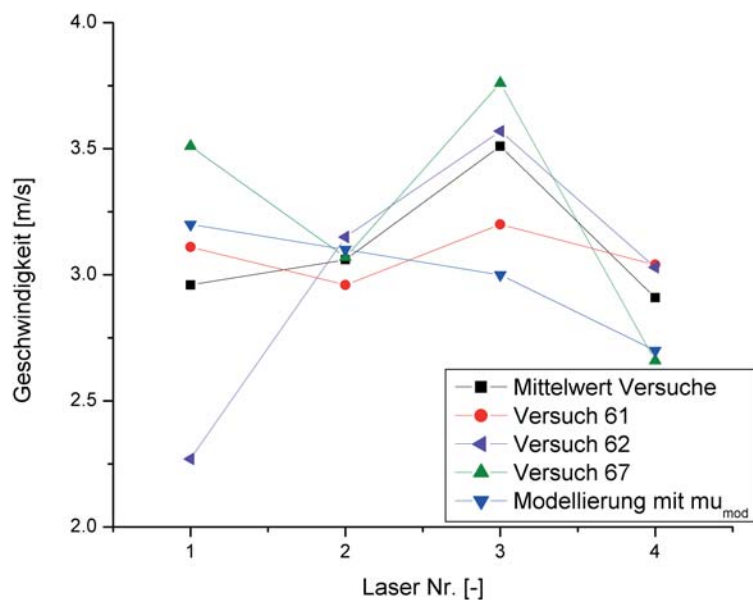 4.0
3.5
3.0
2.5
2.0
Geschwindigkeit [m/s]
Mittelwert Versuche
Versuch 61
Versuch 62
Versuch 67
Modellierung mit mu_mod
1 2 3 4
Laser Nr. [-]